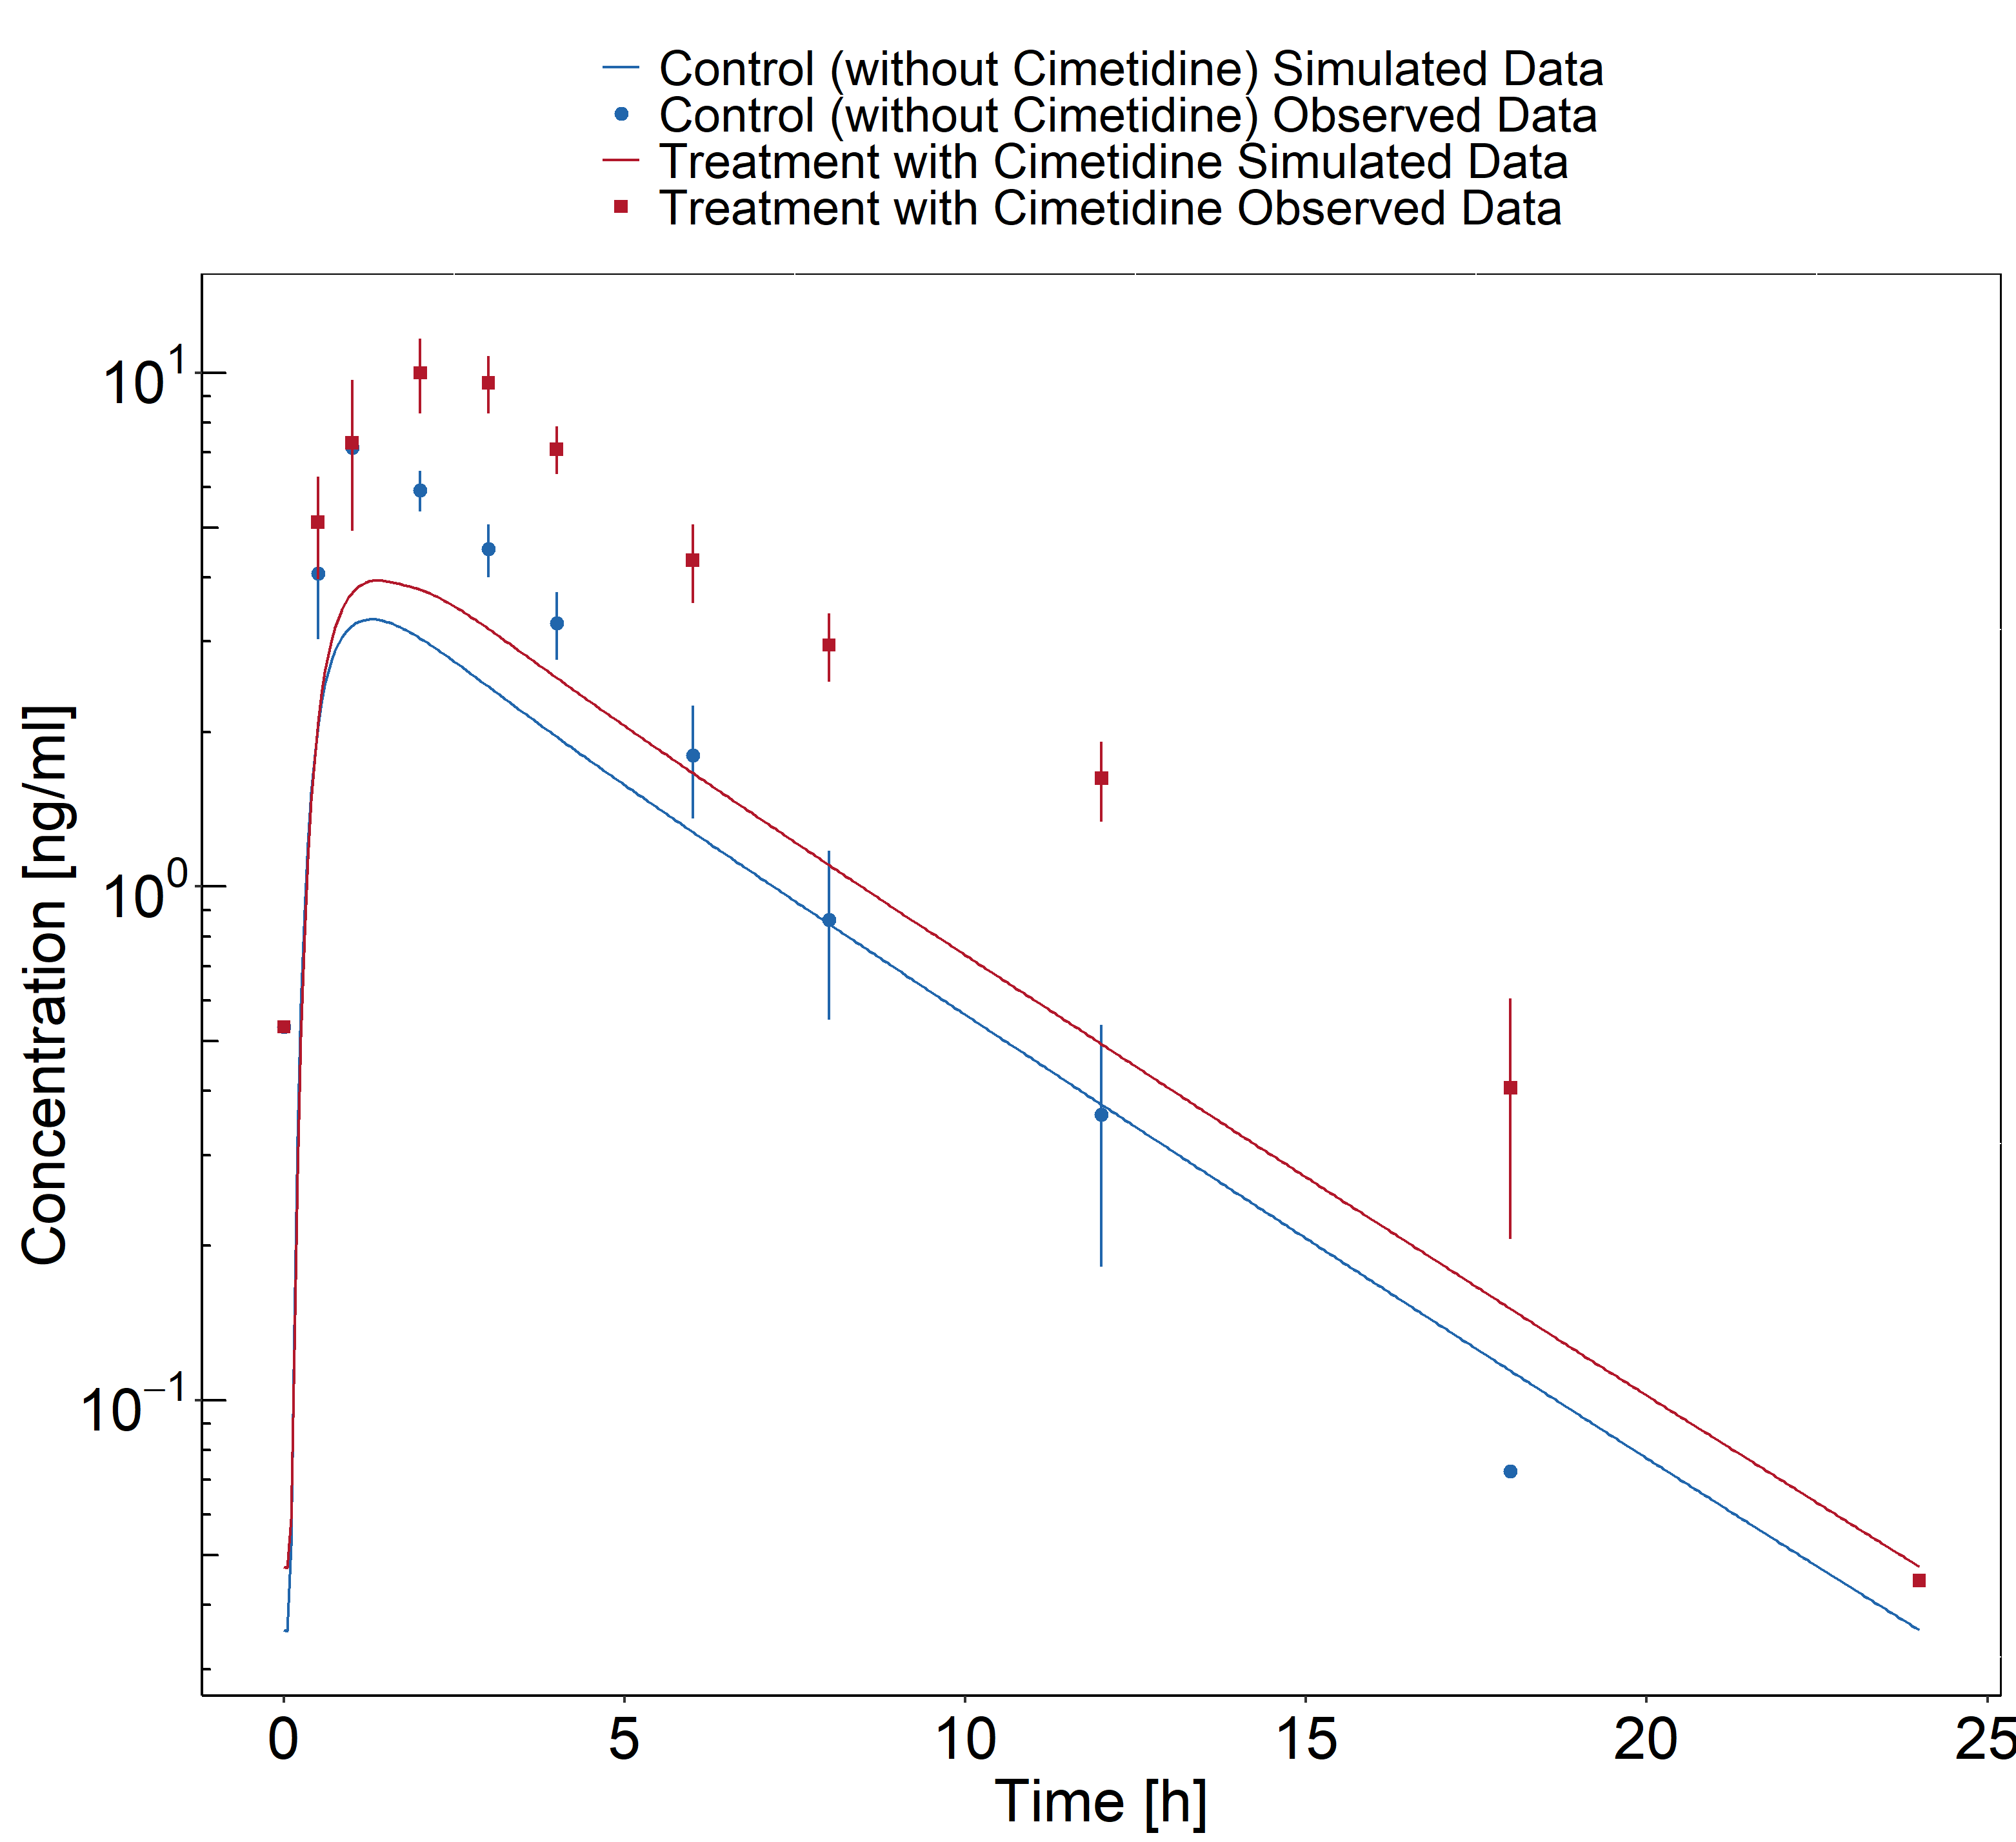 Control (without Cimetidine) Simulated Data
Control (without Cimetidine) Observed Data
Treatment with Cimetidine Simulated Data
Treatment with Cimetidine Observed Data
10¹
10⁰
10⁻¹
Concentration [ng/ml]
0 5 10 15 20 25
Time [h]